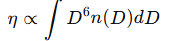 η ∝ ∫ D⁶n(D)dD